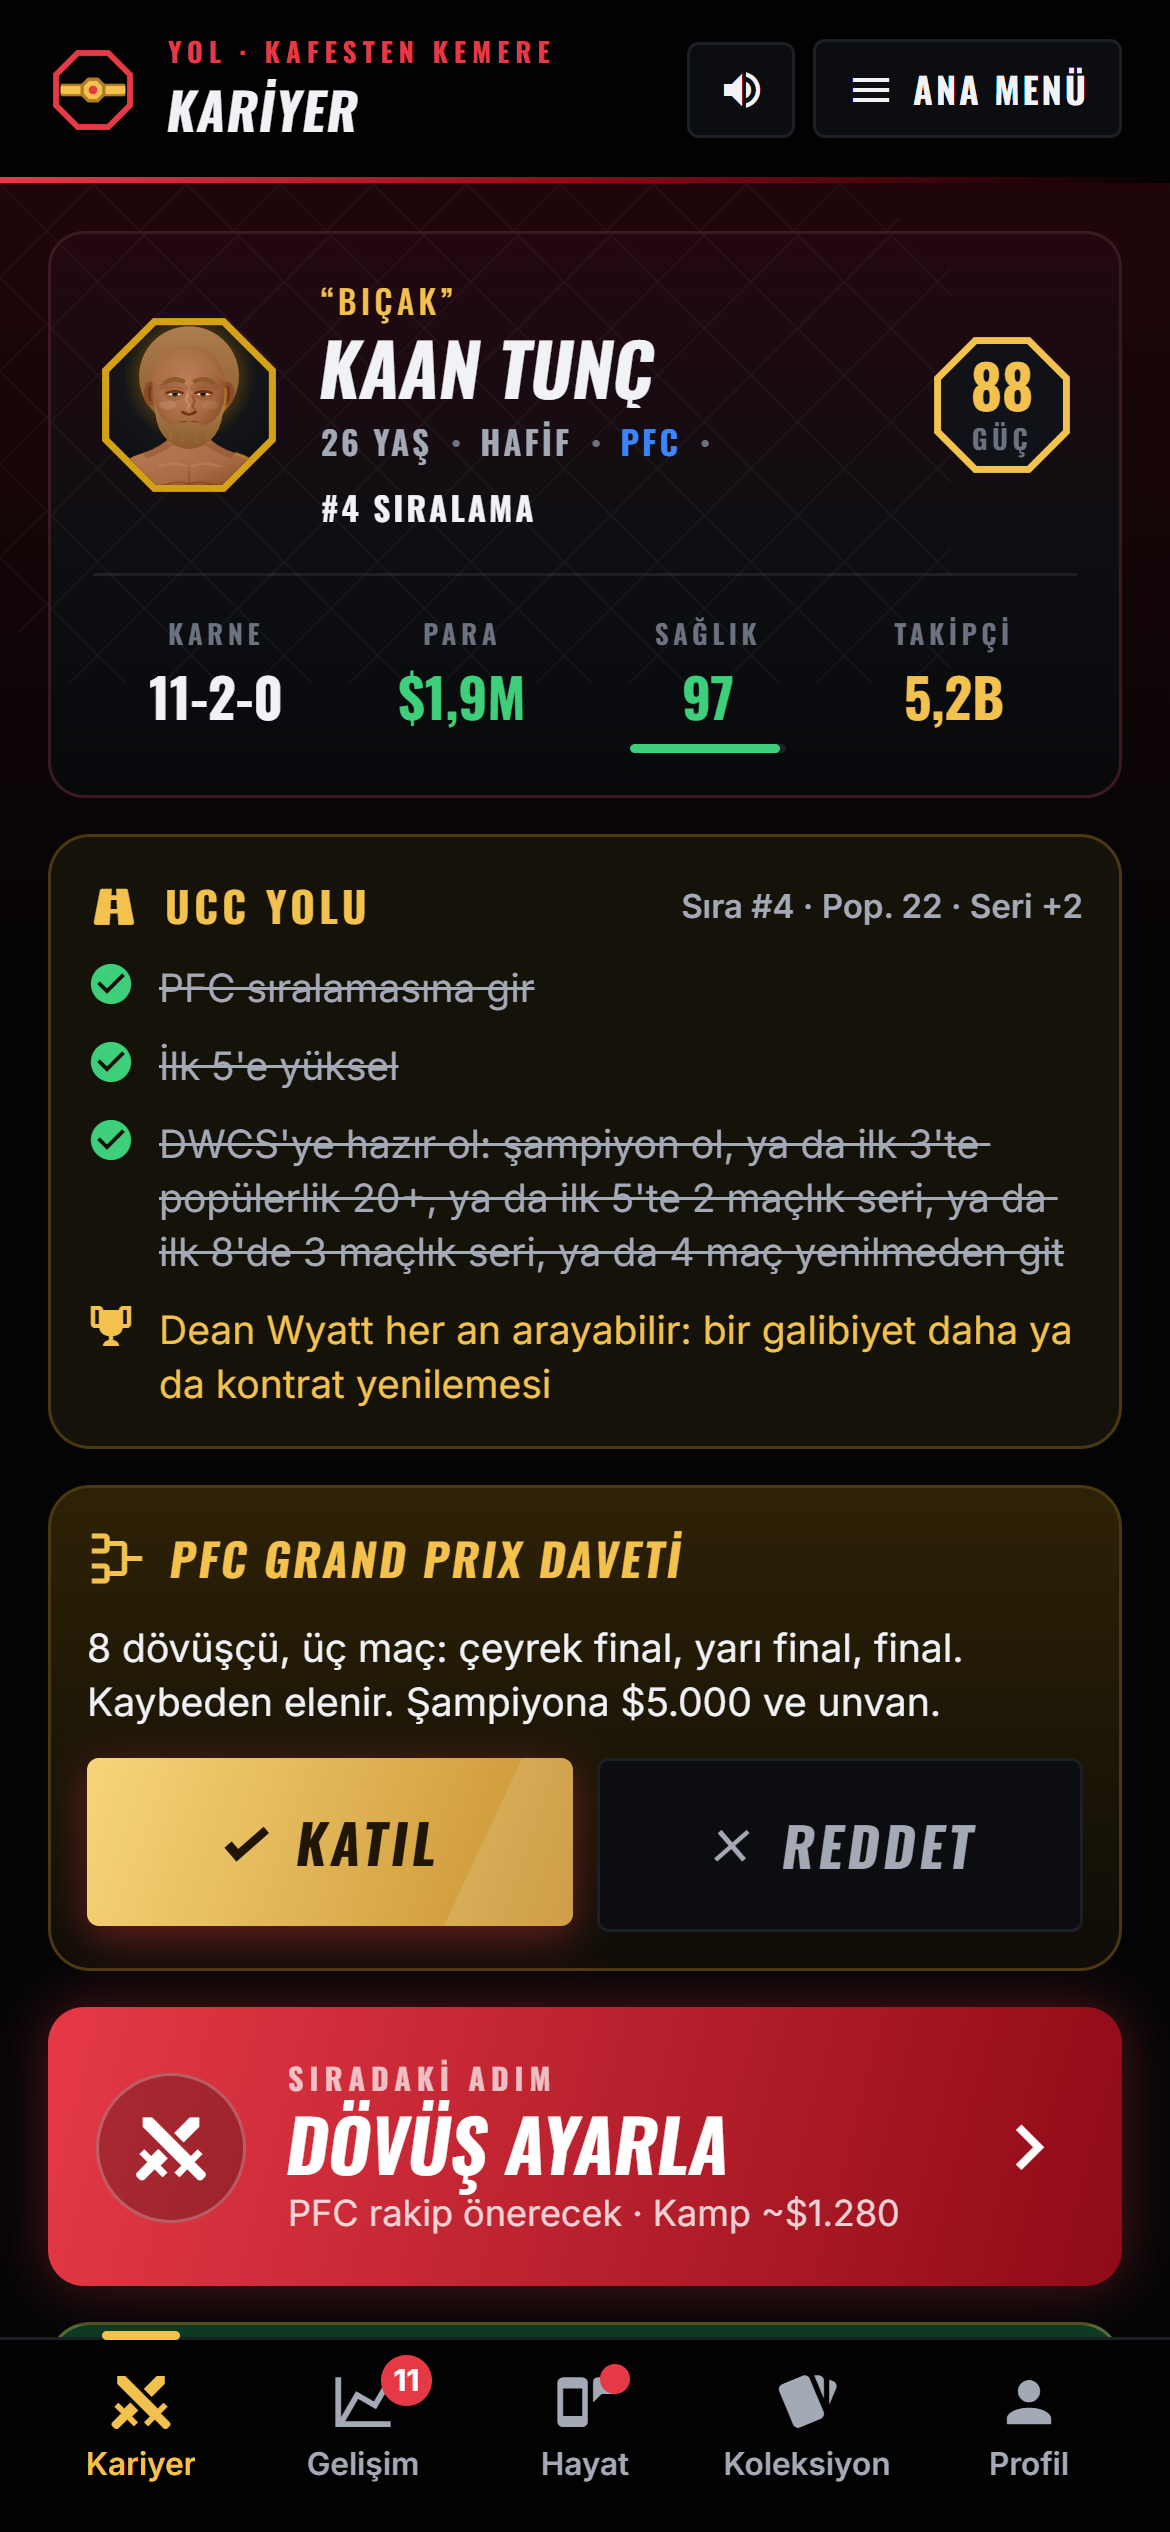 YOL · KAFESTEN KEMERE
KARİYER
ANA MENÜ
“BIÇAK”
KAAN TUNÇ
26 YAŞ · HAFİF · PFC ·
#4 SIRALAMA
88
GÜÇ
KARNE
PARA
SAĞLIK
TAKİPÇİ
11-2-0
$1,9M
97
5,2B
UCC YOLU
Sıra #4 · Pop. 22 · Seri +2
PFC sıralamasına gir
İlk 5'e yüksel
DWCS'ye hazır ol: şampiyon ol, ya da ilk 3'te
popülerlik 20+, ya da ilk 5'te 2 maçlık seri, ya da
ilk 8'de 3 maçlık seri, ya da 4 maç yenilmeden git
Dean Wyatt her an arayabilir: bir galibiyet daha ya
da kontrat yenilemesi
PFC GRAND PRIX DAVETİ
8 dövüşçü, üç maç: çeyrek final, yarı final, final.
Kaybeden elenir. Şampiyona $5.000 ve unvan.
KATIL
REDDET
SIRADAKİ ADIM
DÖVÜŞ AYARLA
PFC rakip önerecek · Kamp ~$1.280
11
Kariyer
Gelişim
Hayat
Koleksiyon
Profil